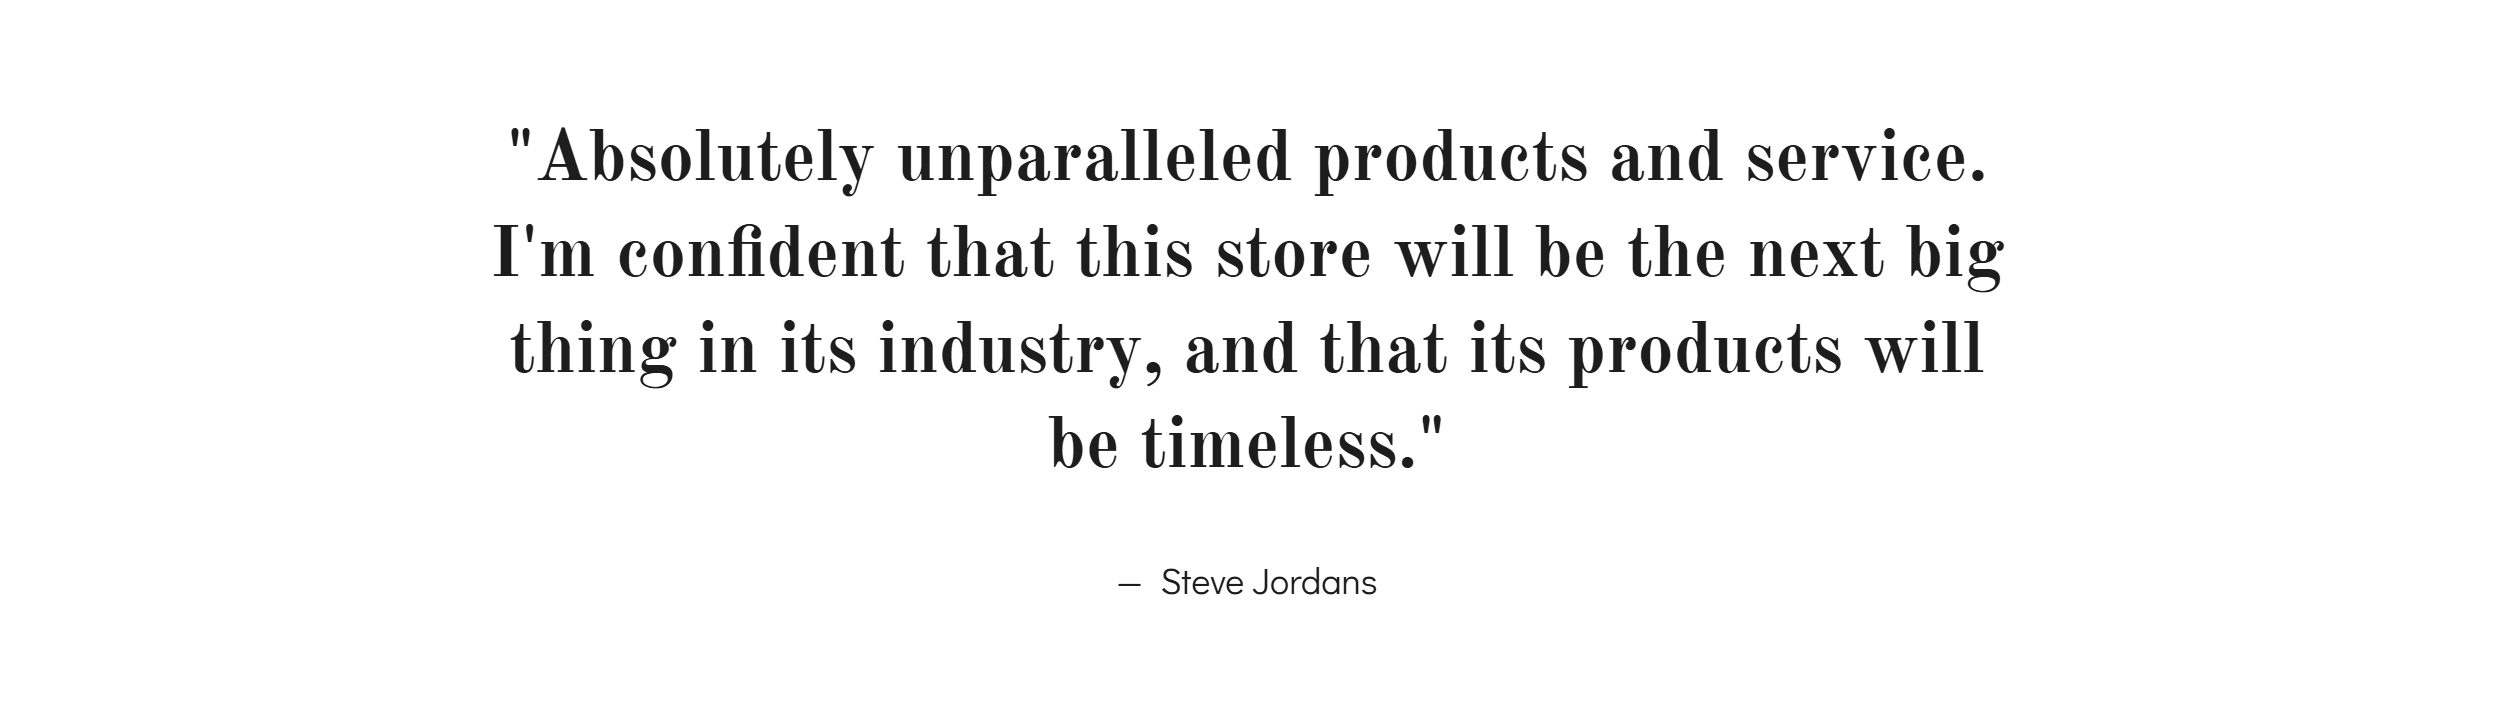 "Absolutely unparalleled products and service.
I'm confident that this store will be the next big
thing in its industry, and that its products will
be timeless."
— Steve Jordans